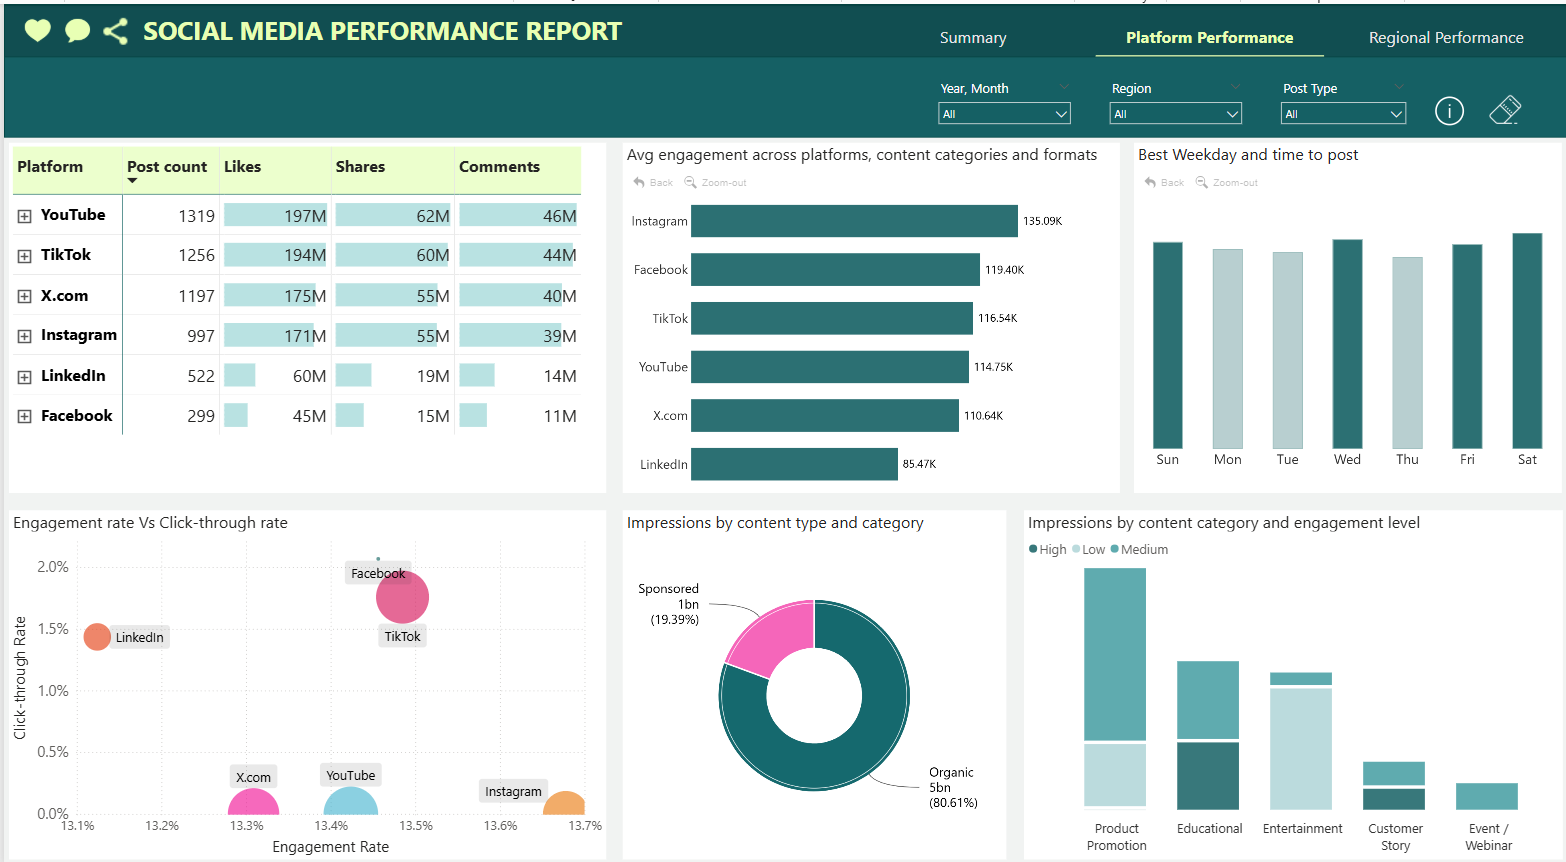 SOCIAL MEDIA PERFORMANCE REPORT
Summary
Platform Performance
Regional Performance
Year, Month
Region
Post Type
All
All
All
Platform Post count Likes Shares Comments
YouTube 1319 197M 62M 46M
TikTok 1256 194M 60M 44M
X.com 1197 175M 55M 40M
Instagram 997 171M 55M 39M
LinkedIn 522 60M 19M 14M
Facebook 299 45M 15M 11M
Avg engagement across platforms, content categories and formats
Back Zoom-out
Instagram 135.09K
Facebook 119.40K
TikTok 116.54K
YouTube 114.75K
X.com 110.64K
LinkedIn 85.47K
Best Weekday and time to post
Back Zoom-out
Sun Mon Tue Wed Thu Fri Sat
Engagement rate Vs Click-through rate
Click-through Rate
2.0%
1.5%
1.0%
0.5%
0.0%
Facebook
TikTok
LinkedIn
X.com
YouTube
Instagram
13.1% 13.2% 13.3% 13.4% 13.5% 13.6% 13.7%
Engagement Rate
Impressions by content type and category
Sponsored
1bn
(19.39%)
Organic
5bn
(80.61%)
Impressions by content category and engagement level
High Low Medium
Product
Promotion
Educational
Entertainment
Customer
Story
Event /
Webinar